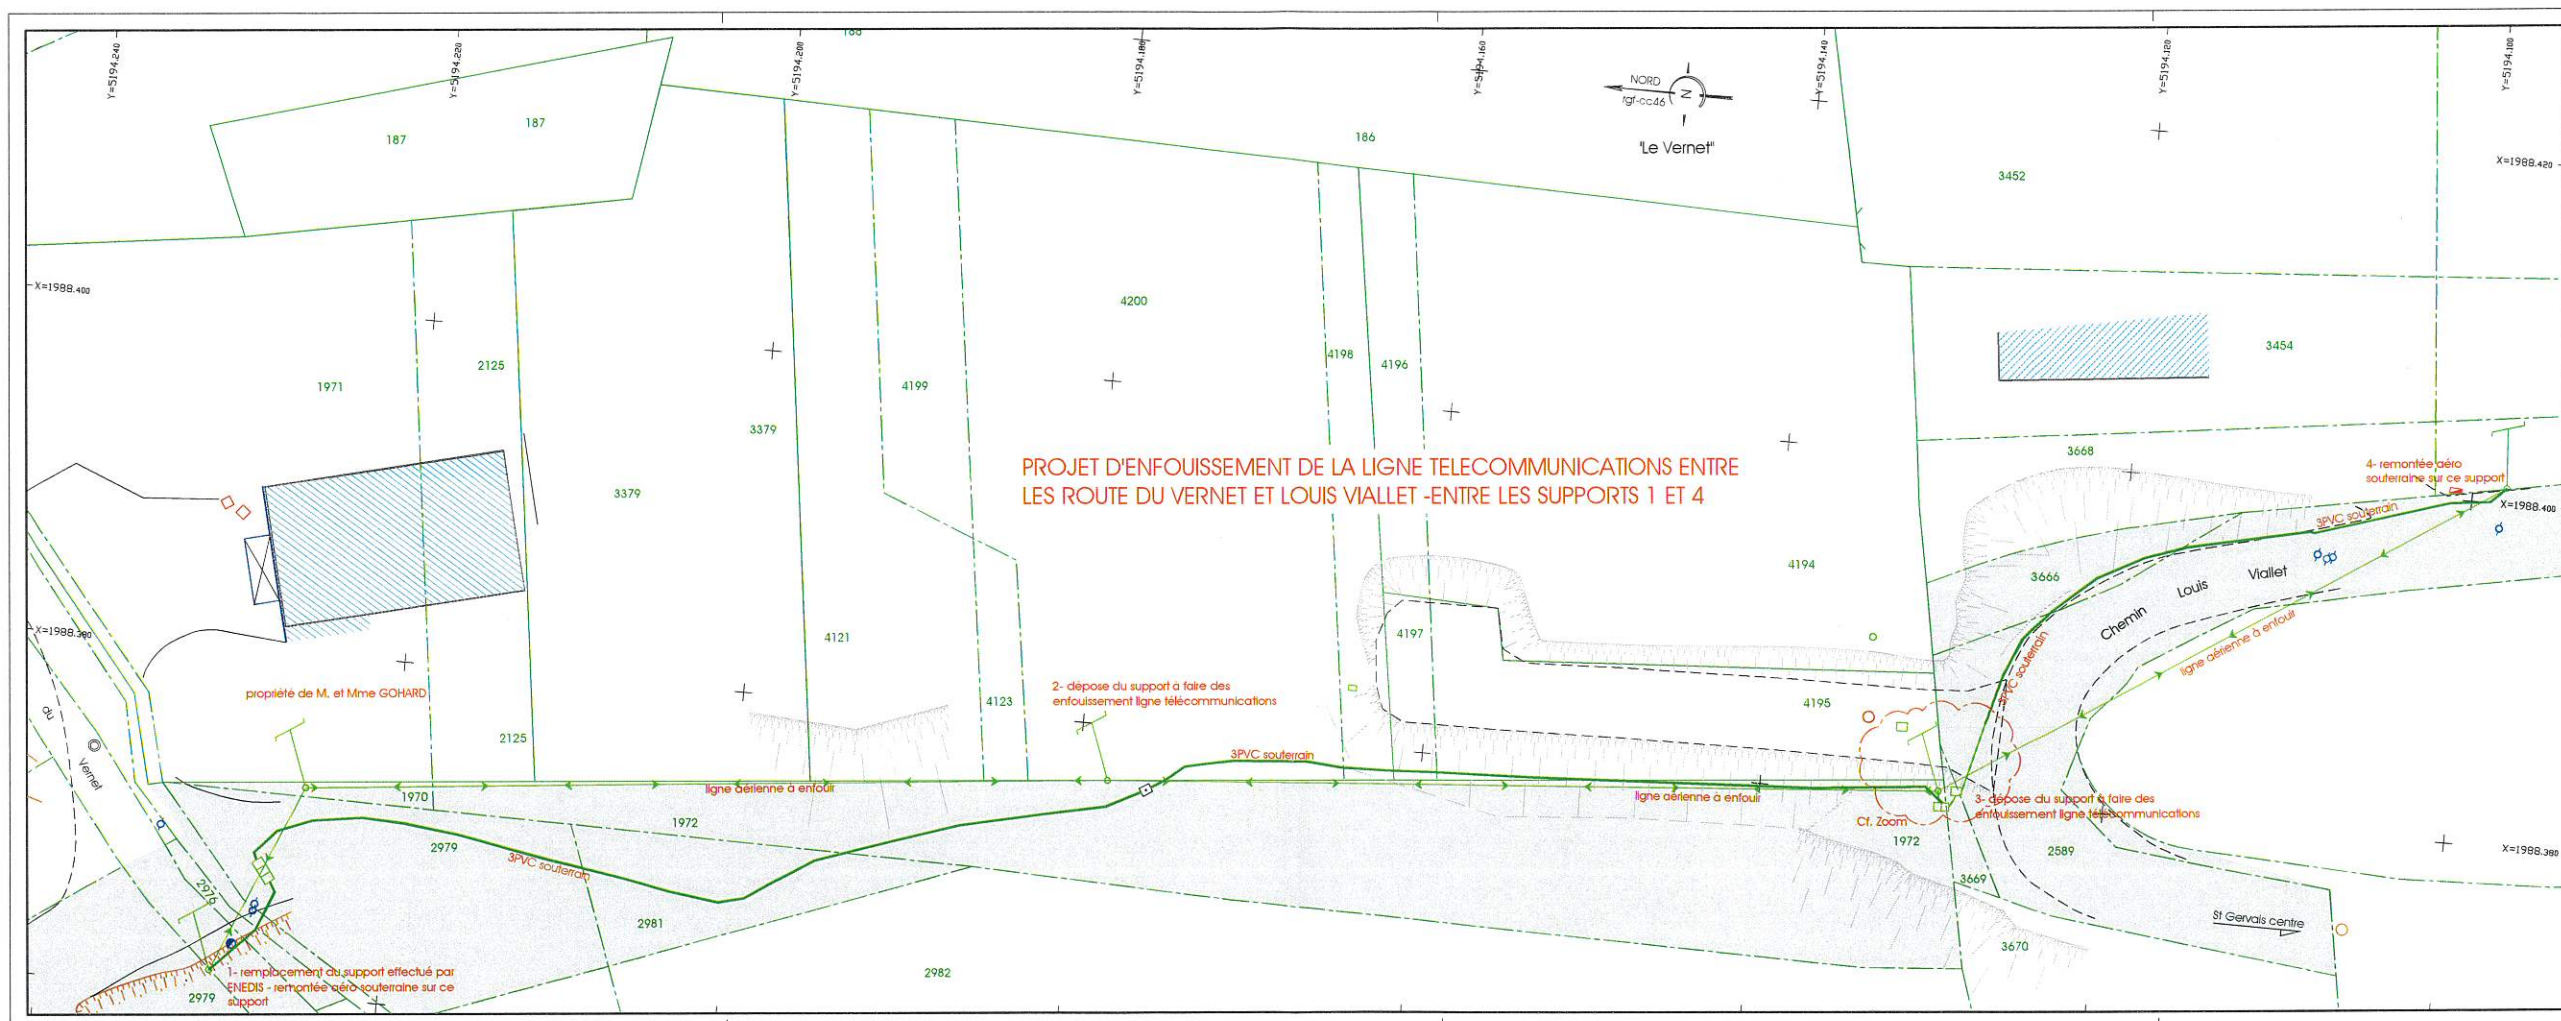 Y=5194.240
Y=5194.220
Y=5194.200
188
Y=5194.180
Y=5194.160
Y=5194.140
Y=5194.120
Y=5194.100
NORD
rgf-cc46
N
"Le Vernet"
187
187
186
3452
X=1988.420
X=1988.400
4200
1971
2125
4199
4198
4196
3454
3379
3379
PROJET D'ENFOUISSEMENT DE LA LIGNE TELECOMMUNICATIONS ENTRE
LES ROUTE DU VERNET ET LOUIS VIALLET -ENTRE LES SUPPORTS 1 ET 4
3668
4- remontée aéro
souterraine sur ce support
X=1988.400
3PVC souterrain
4194
3666
Chemin Louis Viallet
X=1988.380
4121
4197
ligne aérienne à enfouir
3PVC souterrain
propriété de M. et Mme GOHARD
2- dépose du support à faire des
enfouissement ligne télécommunications
4123
4195
du Vernet
2125
3PVC souterrain
1970
ligne aérienne à enfouir
ligne aérienne à enfouir
3- dépose du support à faire des
enfouissement ligne télécommunications
Cf. Zoom
1972
1972
2979
2589
X=1988.380
3PVC souterrain
3669
2976
2981
St Gervais centre
3670
2982
1- remplacement du support effectué par
ENEDIS - remontée aéro souterraine sur ce
support
2979